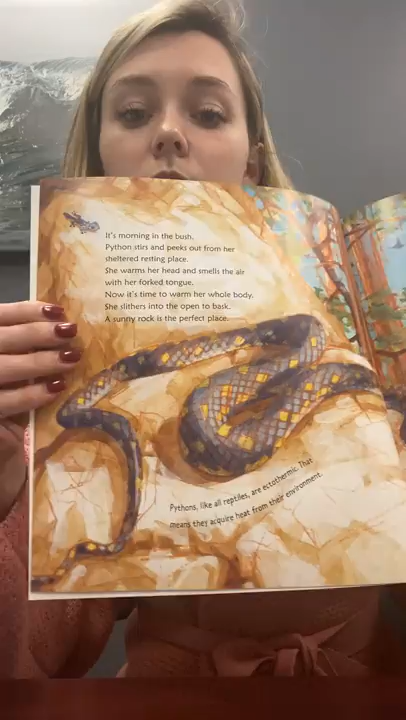 It's morning in the bush.
Python stirs and peeks out from her
sheltered resting place.
She warms her head and smells the air
with her forked tongue.
Now it's time to warm her whole body.
She slithers into the open to bask.
A sunny rock is the perfect place.
Pythons, like all reptiles, are ectothermic. That
means they acquire heat from their environment.